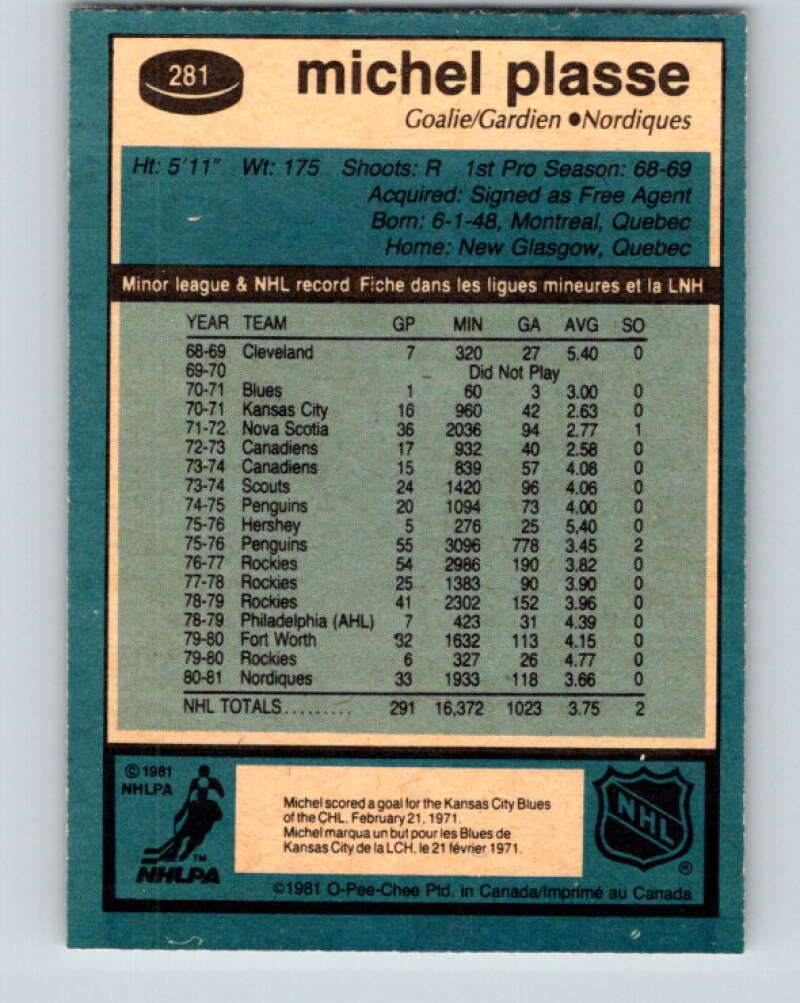 281
michel plasse
Goalie/Gardien ●Nordiques
Ht: 5'11" Wt: 175 Shoots: R 1st Pro Season: 68-69
Acquired: Signed as Free Agent
Born: 6-1-48, Montreal, Quebec
Home: New Glasgow, Quebec
Minor league & NHL record Fiche dans les ligues mineures et la LNH
YEAR TEAM GP MIN GA AVG SO
68-69 Cleveland 7 320 27 5.40 0
69-70 Did Not Play
70-71 Blues 1 60 3 3.00 0
70-71 Kansas City 16 960 42 2.63 0
71-72 Nova Scotia 36 2036 94 2.77 1
72-73 Canadiens 17 932 40 2.58 0
73-74 Canadiens 15 839 57 4.08 0
73-74 Scouts 24 1420 96 4.06 0
74-75 Penguins 20 1094 73 4.00 0
75-76 Hershey 5 276 25 5,40 0
75-76 Penguins 55 3096 778 3.45 2
76-77 Rockies 54 2986 190 3.82 0
77-78 Rockies 25 1383 90 3.90 0
78-79 Rockies 41 2302 152 3.96 0
78-79 Philadelphia (AHL) 7 423 31 4.39 0
79-80 Fort Worth 32 1632 113 4.15 0
79-80 Rockies 6 327 26 4.77 0
80-81 Nordiques 33 1933 118 3.66 0
NHL TOTALS......... 291 16,372 1023 3.75 2
©1981
NHLPA
TM
NHLPA
Michel scored a goal for the Kansas City Blues
of the CHL. February 21, 1971.
Michel marqua un but pour les Blues de
Kansas City de la LCH, le 21 février 1971.
NHL
®
©1981 O-Pee-Chee Ptd. in Canada/Imprimé au Canada